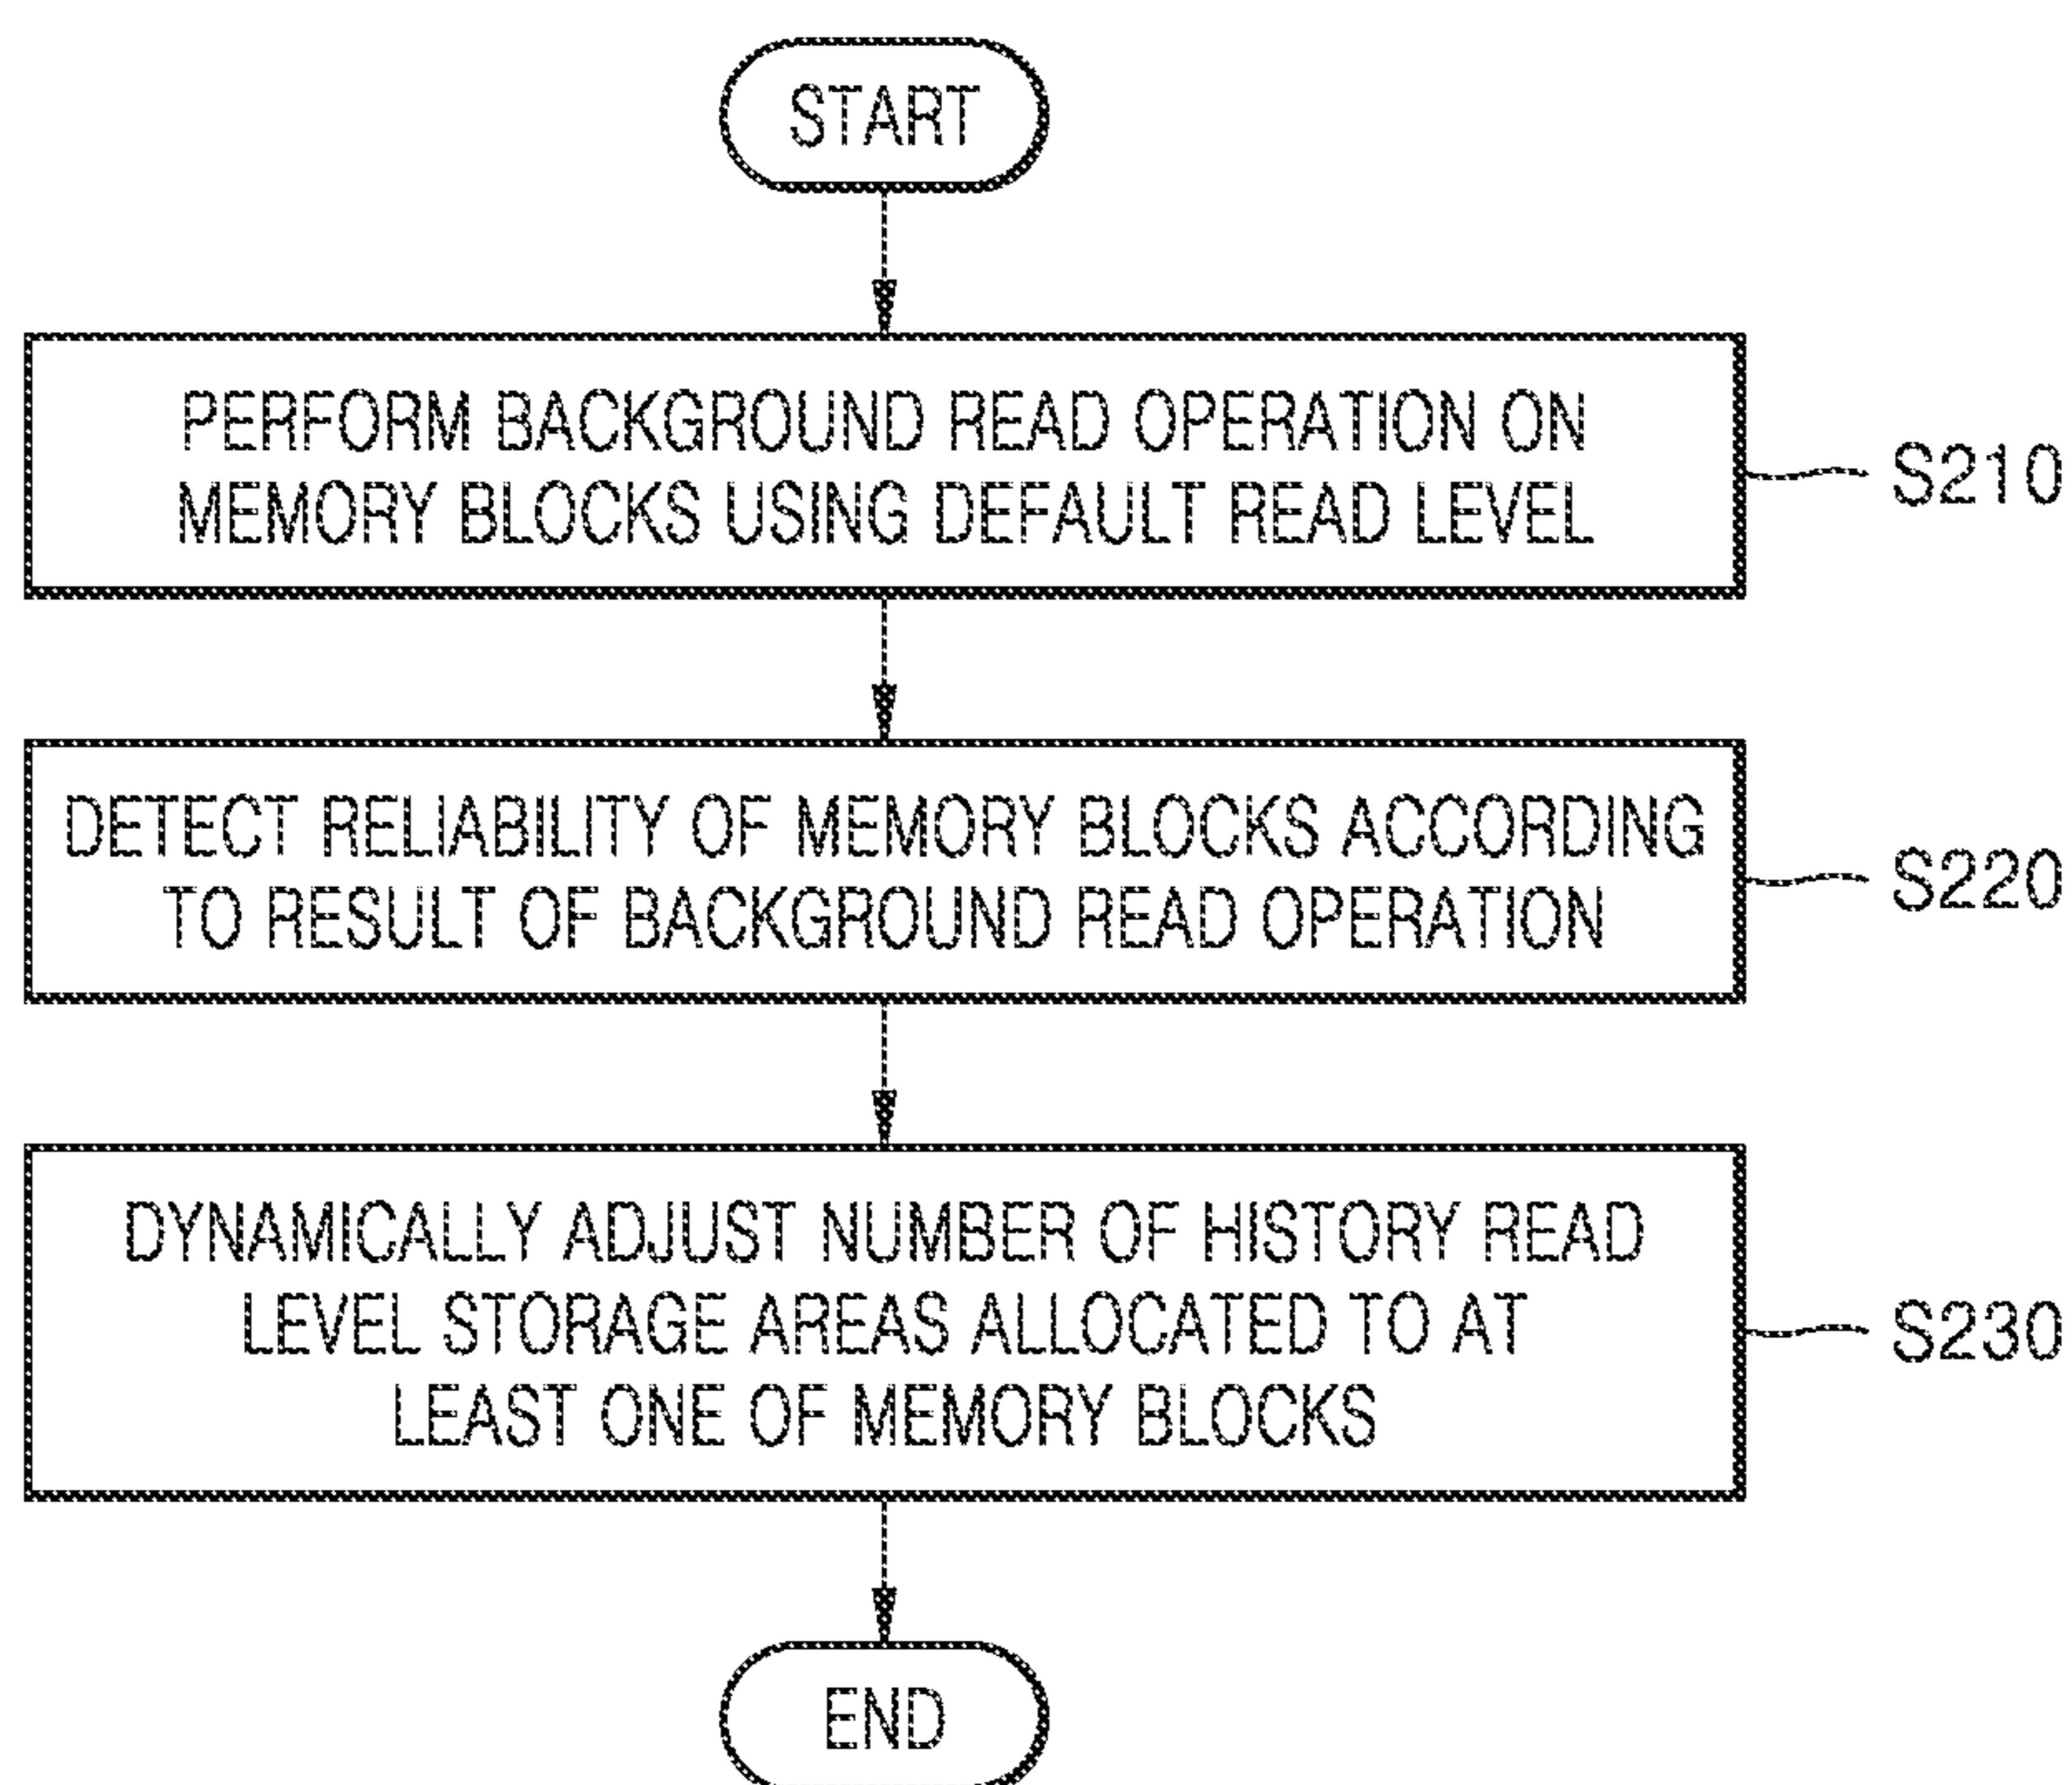 START
PERFORM BACKGROUND READ OPERATION ON
MEMORY BLOCKS USING DEFAULT READ LEVEL
S210
DETECT RELIABILITY OF MEMORY BLOCKS ACCORDING
TO RESULT OF BACKGROUND READ OPERATION
S220
DYNAMICALLY ADJUST NUMBER OF HISTORY READ
LEVEL STORAGE AREAS ALLOCATED TO AT
LEAST ONE OF MEMORY BLOCKS
S230
END